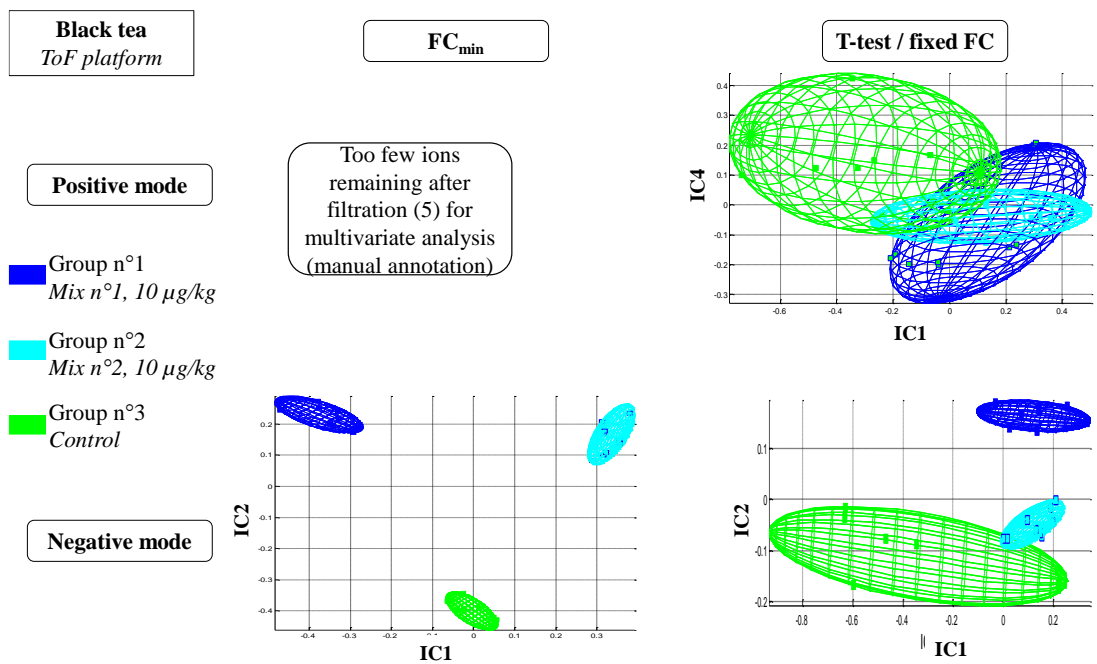 Black tea
ToF platform
FCmin
T-test / fixed FC
Positive mode
Too few ions
remaining after
filtration (5) for
multivariate analysis
(manual annotation)
0.4
0.3
0.2
0.1
0
-0.1
-0.2
-0.3
IC4
-0.6
-0.4
-0.2
0
0.2
0.4
IC1
Group n°1
Mix n°1, 10 µg/kg
Group n°2
Mix n°2, 10 µg/kg
Group n°3
Control
Negative mode
0.2
0.1
0
-0.1
-0.2
-0.3
-0.4
IC2
-0.4
-0.3
-0.2
-0.1
0
0.1
0.2
0.3
IC1
0.1
0
-0.1
-0.2
IC2
-0.8
-0.6
-0.4
-0.2
0
0.2
IC1